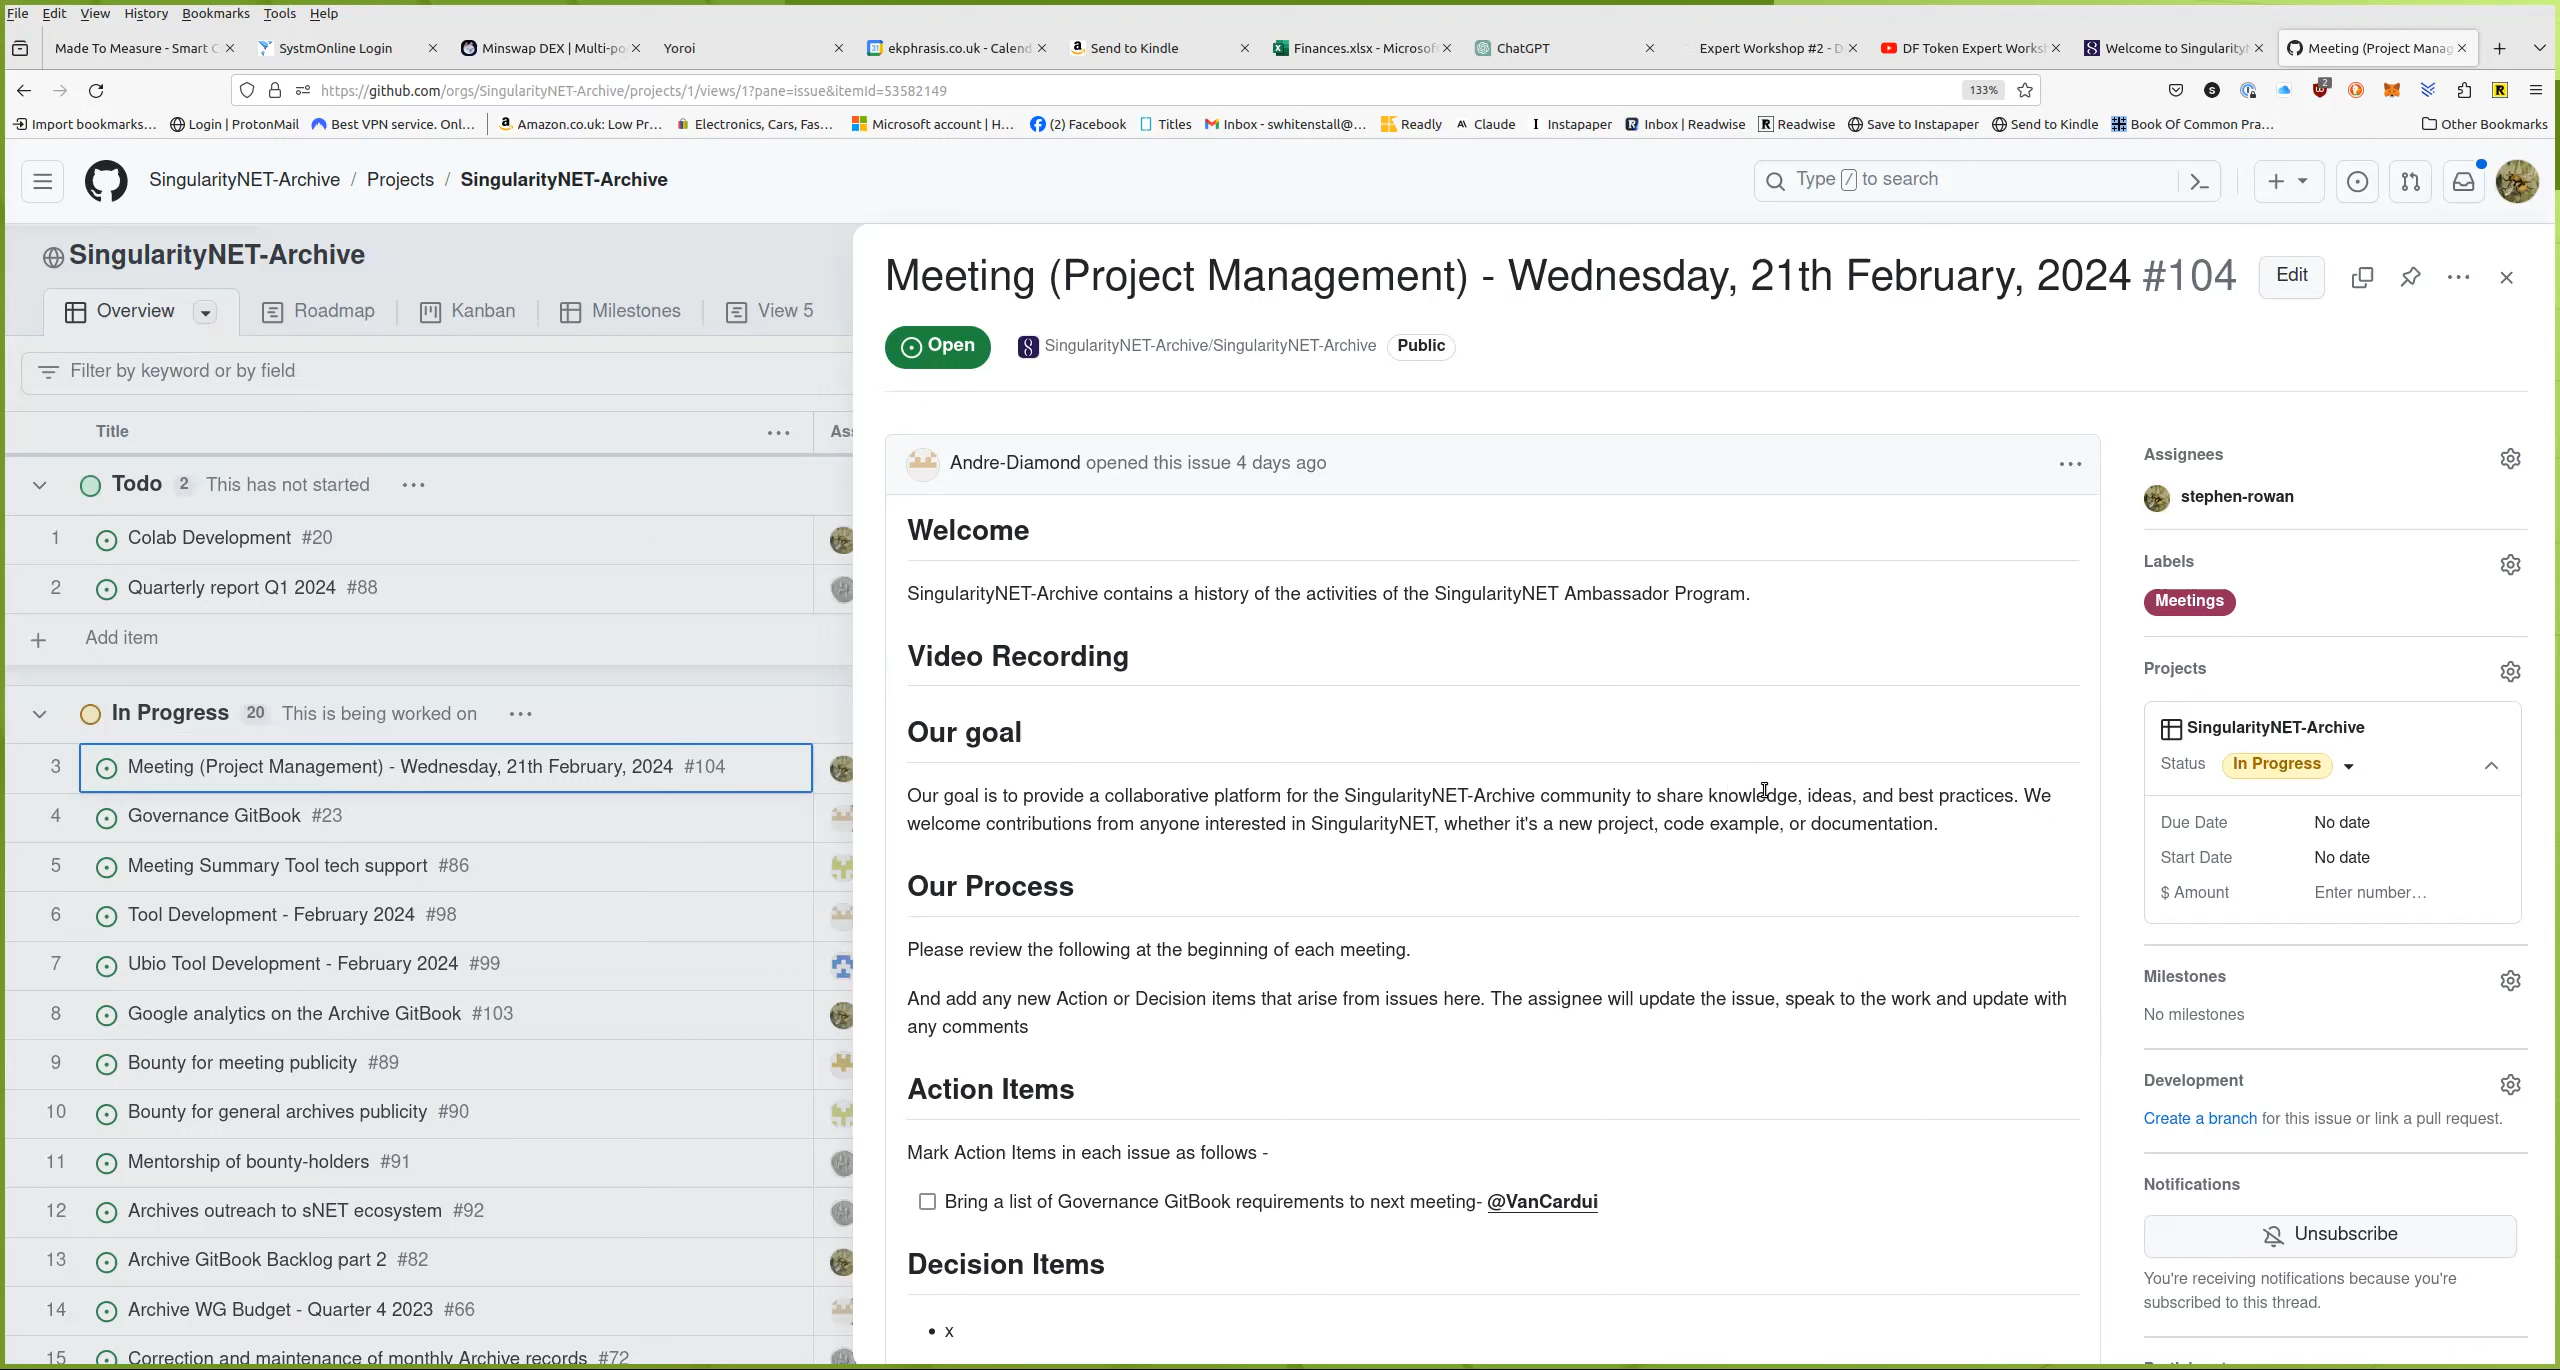 File Edit View History Bookmarks Tools Help
Made To Measure - Smart C
SystmOnline Login
Minswap DEX | Multi-po
Yoroi
ekphrasis.co.uk - Calend
Send to Kindle
Finances.xlsx - Microsof
ChatGPT
Expert Workshop #2 - D
DF Token Expert Works
Welcome to Singularity
Meeting (Project Manag
https://github.com/orgs/SingularityNET-Archive/projects/1/views/1?pane=issue&itemId=53582149
133%
2
Import bookmarks...
Login | ProtonMail
Best VPN service. Onl...
Amazon.co.uk: Low Pr...
Electronics, Cars, Fas...
Microsoft account | H...
(2) Facebook
Titles
Inbox - swhitenstall@...
Readly
Claude
Instapaper
Inbox | Readwise
Readwise
Save to Instapaper
Send to Kindle
Book Of Common Pra...
Other Bookmarks
SingularityNET-Archive / Projects / SingularityNET-Archive
Type / to search
SingularityNET-Archive
Overview
Roadmap
Kanban
Milestones
View 5
Filter by keyword or by field
Title
Ass
Todo 2 This has not started
1 Colab Development #20
2 Quarterly report Q1 2024 #88
+ Add item
In Progress 20 This is being worked on
3 Meeting (Project Management) - Wednesday, 21th February, 2024 #104
4 Governance GitBook #23
5 Meeting Summary Tool tech support #86
6 Tool Development - February 2024 #98
7 Ubio Tool Development - February 2024 #99
8 Google analytics on the Archive GitBook #103
9 Bounty for meeting publicity #89
10 Bounty for general archives publicity #90
11 Mentorship of bounty-holders #91
12 Archives outreach to sNET ecosystem #92
13 Archive GitBook Backlog part 2 #82
14 Archive WG Budget - Quarter 4 2023 #66
15 Correction and maintenance of monthly Archive records #72
Meeting (Project Management) - Wednesday, 21th February, 2024 #104
Edit
Open
SingularityNET-Archive/SingularityNET-Archive
Public
Andre-Diamond opened this issue 4 days ago
Welcome
SingularityNET-Archive contains a history of the activities of the SingularityNET Ambassador Program.
Video Recording
Our goal
Our goal is to provide a collaborative platform for the SingularityNET-Archive community to share knowledge, ideas, and best practices. We
welcome contributions from anyone interested in SingularityNET, whether it's a new project, code example, or documentation.
Our Process
Please review the following at the beginning of each meeting.
And add any new Action or Decision items that arise from issues here. The assignee will update the issue, speak to the work and update with
any comments
Action Items
Mark Action Items in each issue as follows -
Bring a list of Governance GitBook requirements to next meeting- @VanCardui
Decision Items
• x
Assignees
stephen-rowan
Labels
Meetings
Projects
SingularityNET-Archive
Status In Progress
Due Date No date
Start Date No date
$ Amount Enter number…
Milestones
No milestones
Development
Create a branch for this issue or link a pull request.
Notifications
Unsubscribe
You're receiving notifications because you're
subscribed to this thread.